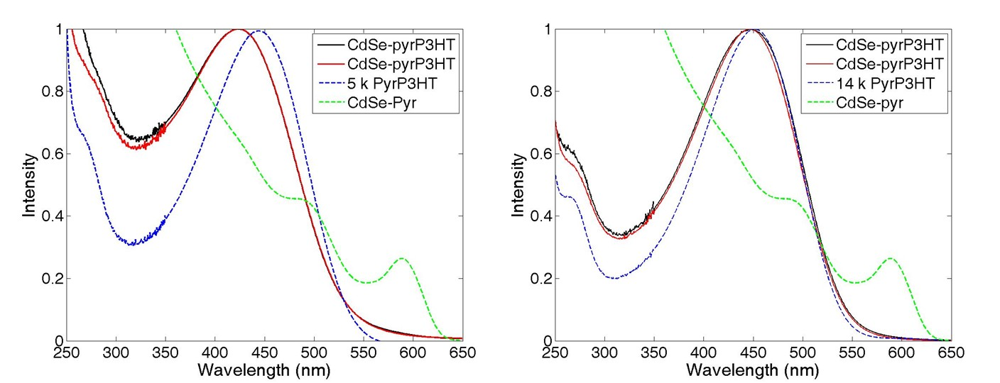 1
0.8
0.6
0.4
0.2
0
Intensity
250 300 350 400 450 500 550 600 650
Wavelength (nm)
CdSe-pyrP3HT
CdSe-pyrP3HT
5 k PyrP3HT
CdSe-Pyr
1
0.8
0.6
0.4
0.2
0
Intensity
250 300 350 400 450 500 550 600 650
Wavelength (nm)
CdSe-pyrP3HT
CdSe-pyrP3HT
14 k PyrP3HT
CdSe-pyr